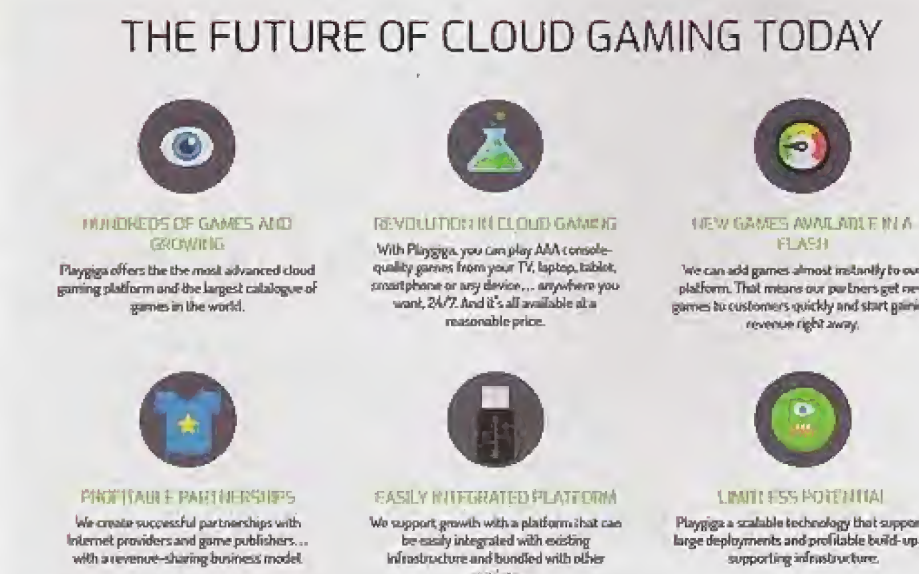 THE FUTURE OF CLOUD GAMING TODAY
HUNDREDS OF GAMES AND
GROWING
Playgiga offers the the most advanced cloud
gaming platform and the largest catalogue of
games in the world.
REVOLUTION IN CLOUD GAMING
With Playgiga, you can play AAA console-
quality games from your TV, laptop, tablet,
smartphone or any device... anywhere you
want, 24/7. And it's all available at a
reasonable price.
NEW GAMES AVAILABLE IN A
FLASH
We can add games almost instantly to
platform. That means our partners get
games to customers quickly and start
revenue right away.
PROFITABLE PARTNERSHIPS
We create successful partnerships with
Internet providers and game publishers...
with a revenue-sharing business model
EASILY INTEGRATED PLATFORM
We support growth with a platform that can
be easily integrated with existing
infrastructure and bundled with other
LIMITLESS POTENTIAL
Playgiga a scalable technology that
large deployments and profitable build-up
supporting infrastructure.